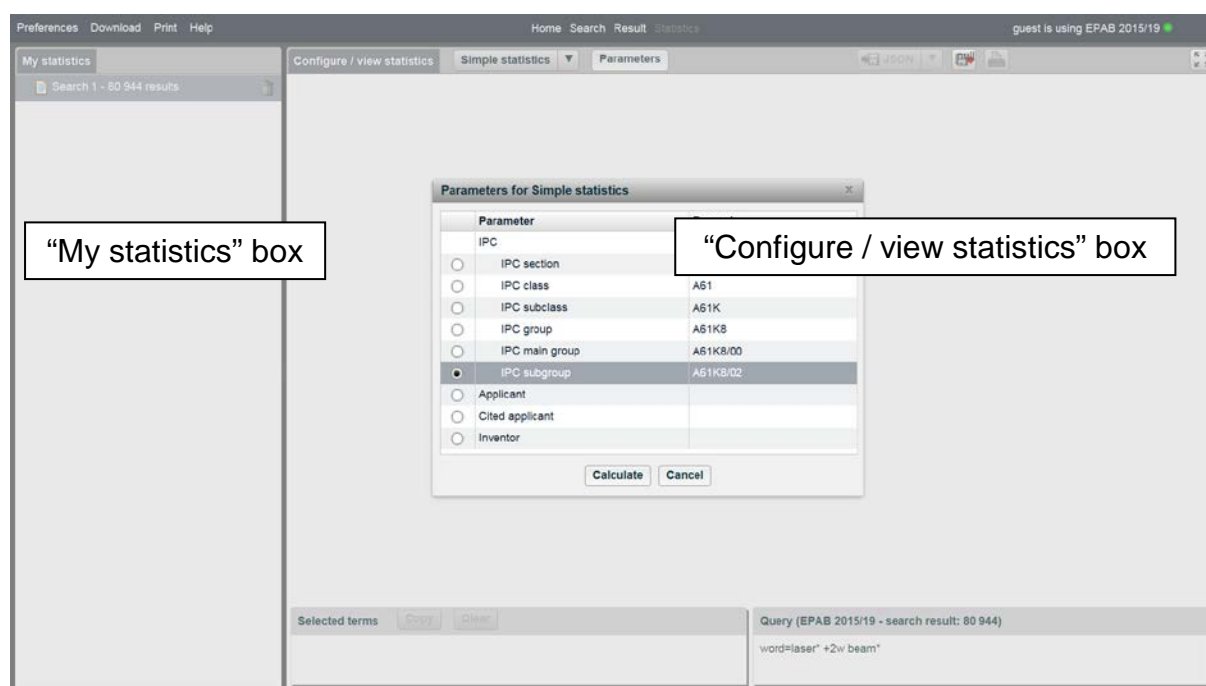 Preferences Download Print Help Home Search Result Statistics guest is using EPAB 2015/19
My statistics Configure / view statistics Simple statistics ▼ Parameters JSON ▼
Search 1 - 80 944 results
Parameters for Simple statistics x
Parameter
“My statistics” box
“Configure / view statistics” box
IPC
IPC section
IPC class A61
IPC subclass A61K
IPC group A61K8
IPC main group A61K8/00
IPC subgroup A61K8/02
Applicant
Cited applicant
Inventor
Calculate Cancel
Selected terms Copy Clear Query (EPAB 2015/19 - search result: 80 944)
word=laser* +2w beam*